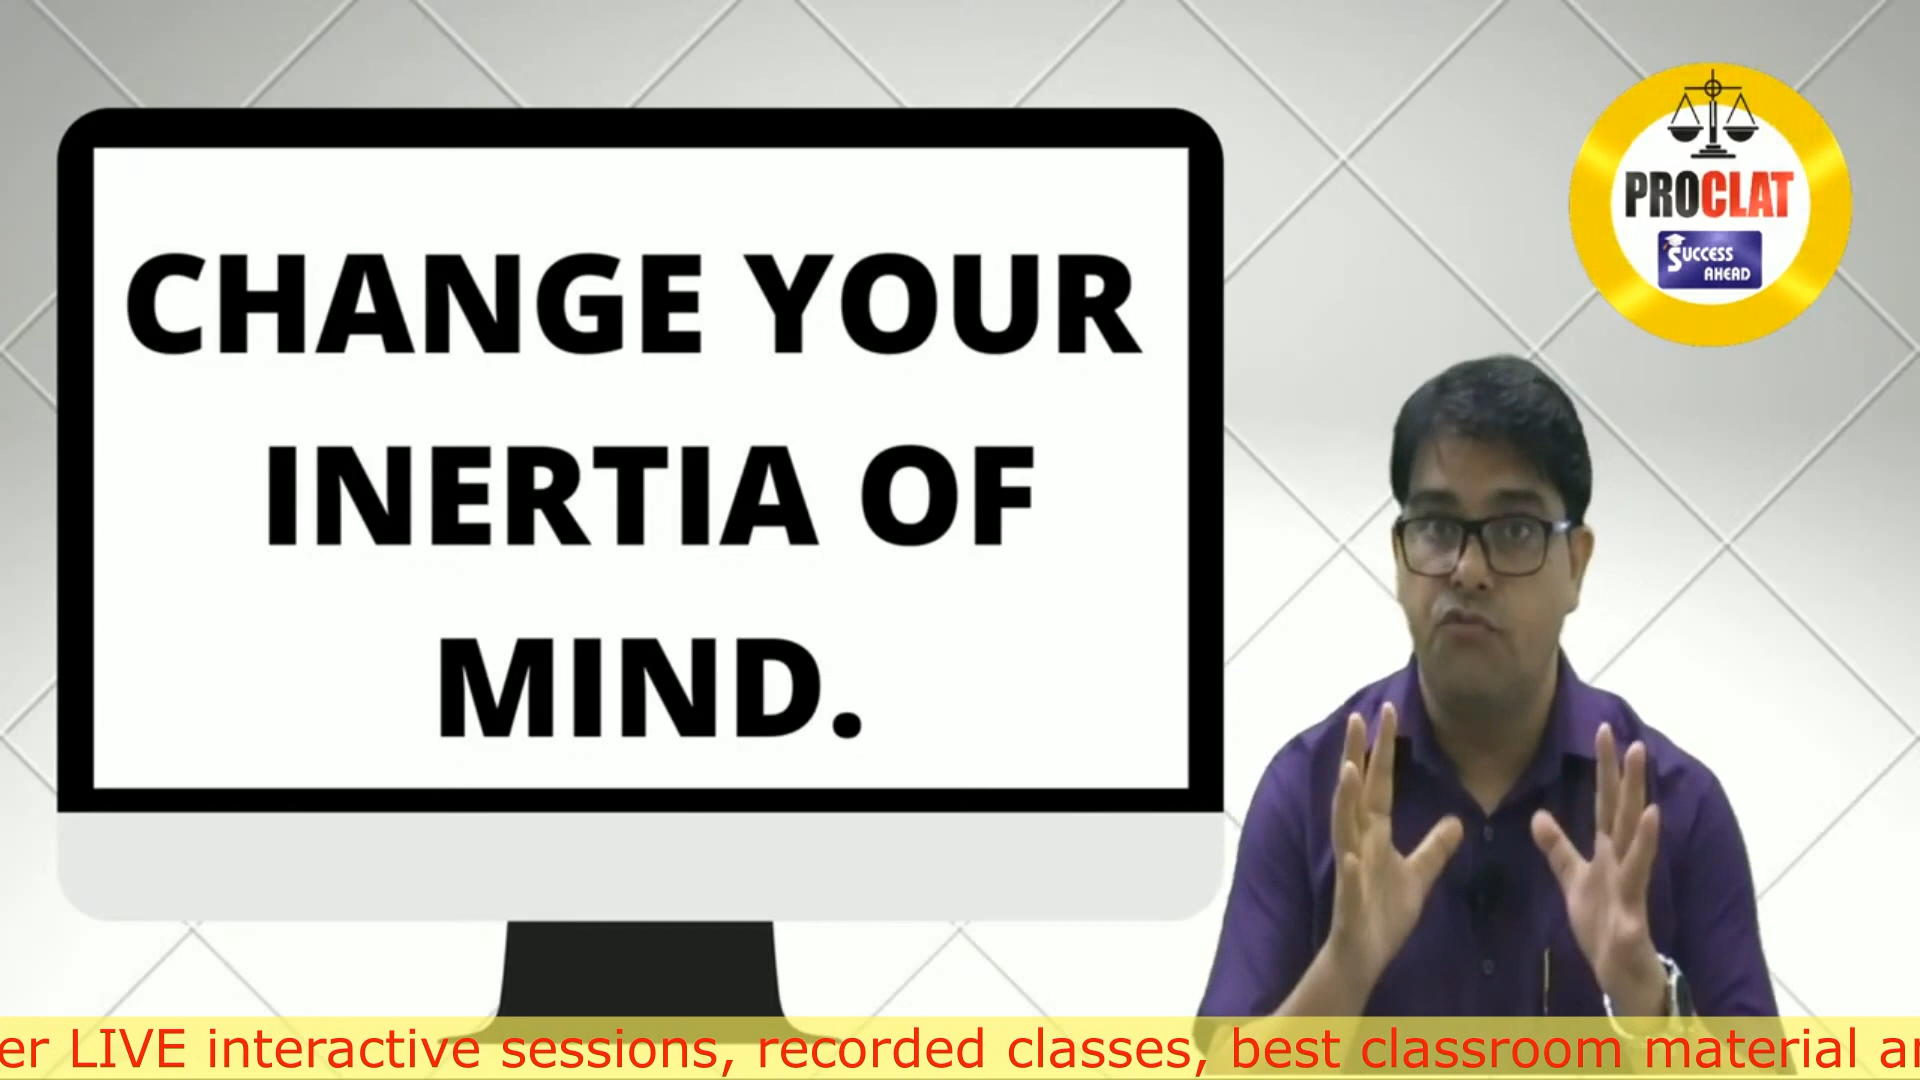 CHANGE YOUR
INERTIA OF
MIND.
PROCLAT
SUCCESS
AHEAD
er LIVE interactive sessions, recorded classes, best classroom material